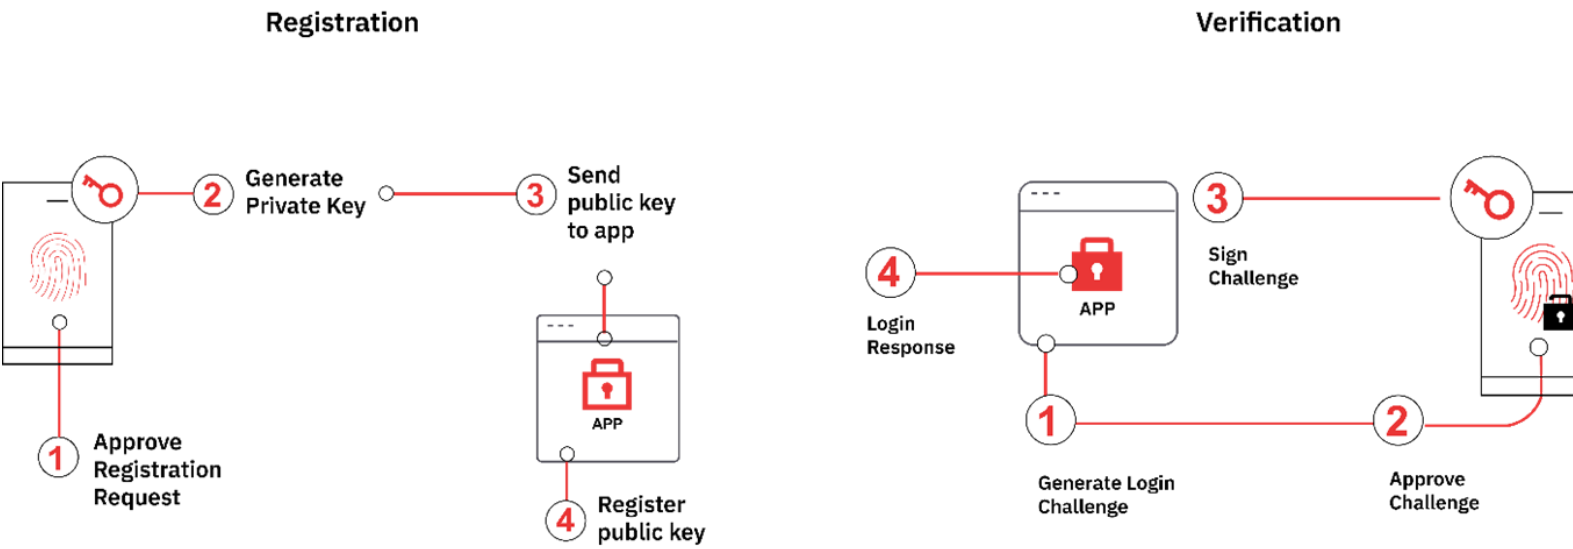 Registration
2
Generate
Private Key
3
Send
public key
to app
1
Approve
Registration
Request
APP
4
Register
public key
Verification
4
Login
Response
APP
3
Sign
Challenge
1
Generate Login
Challenge
2
Approve
Challenge